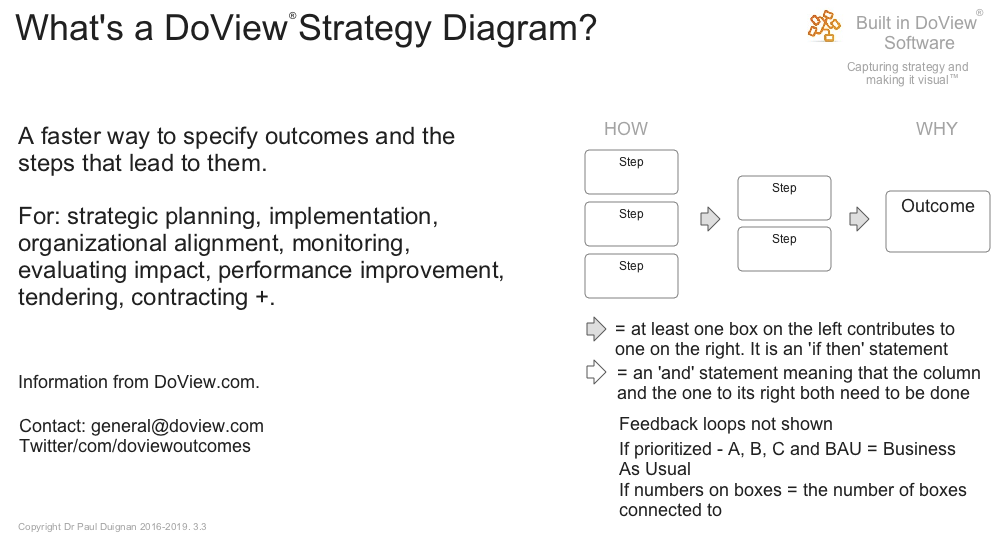 What's a DoView® Strategy Diagram?
Built in DoView®
Software
Capturing strategy and
making it visual™
A faster way to specify outcomes and the
steps that lead to them.
For: strategic planning, implementation,
organizational alignment, monitoring,
evaluating impact, performance improvement,
tendering, contracting +.
Information from DoView.com.
Contact: general@doview.com
Twitter/com/doviewoutcomes
Copyright Dr Paul Duignan 2016-2019. 3.3
HOW
WHY
Step
Step
Step
Step
Step
Outcome
= at least one box on the left contributes to
one on the right. It is an 'if then' statement
= an 'and' statement meaning that the column
and the one to its right both need to be done
Feedback loops not shown
If prioritized - A, B, C and BAU = Business
As Usual
If numbers on boxes = the number of boxes
connected to